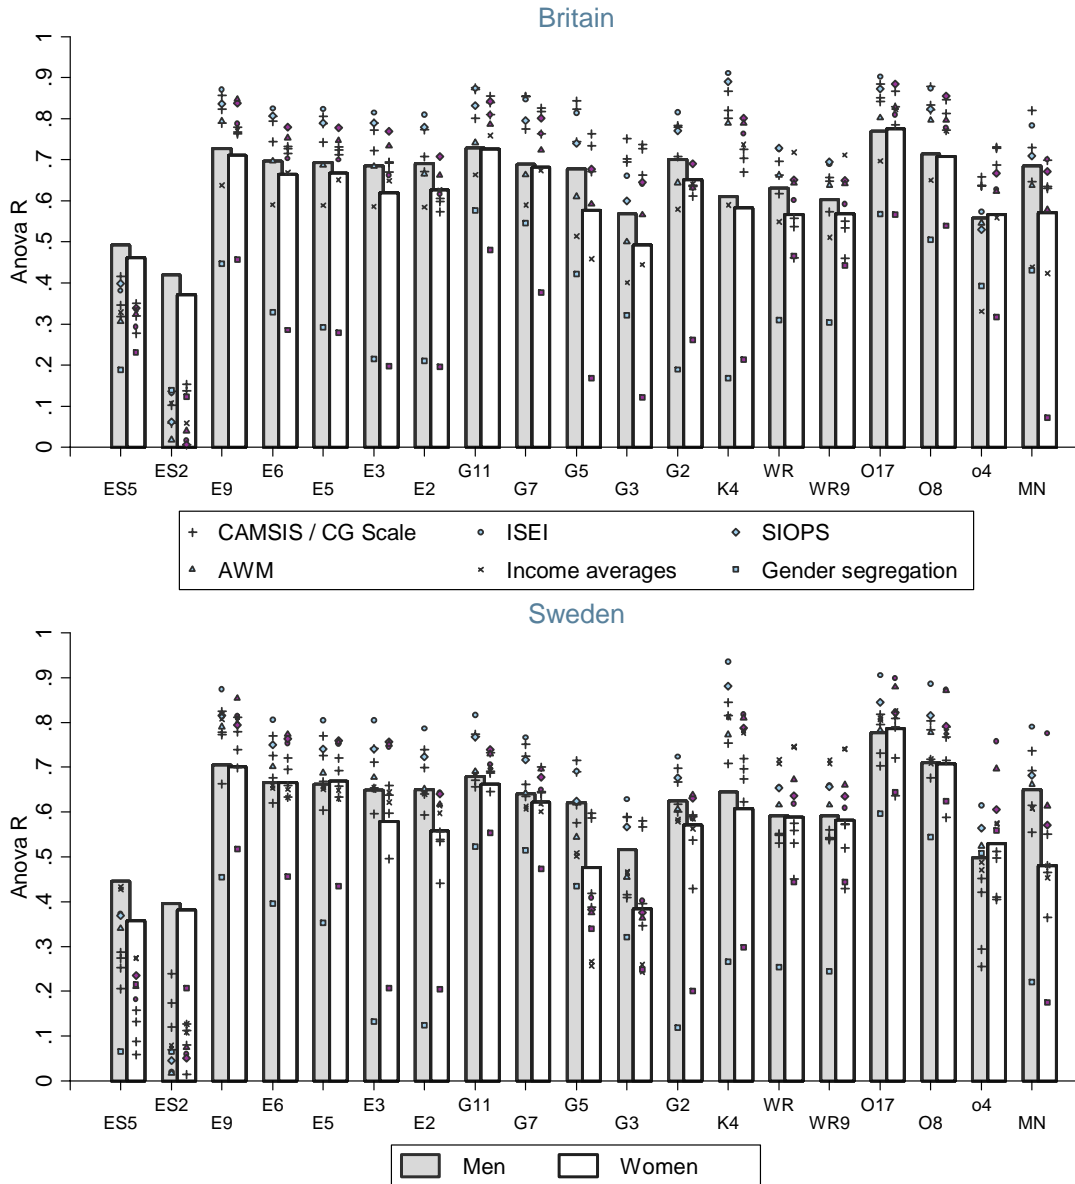 Britain
Anova R
1
.9
.8
.7
.6
.5
.4
.3
.2
.1
0
ES2 E6 E3 G11 G5 G2 WR O17 o4
ES5 E9 E5 E2 G7 G3 K4 WR9 O8 MN
CAMSIS / CG Scale ISEI SIOPS
AWM Income averages Gender segregation
Sweden
Anova R
1
.9
.8
.7
.6
.5
.4
.3
.2
.1
0
ES2 E6 E3 G11 G5 G2 WR O17 o4
ES5 E9 E5 E2 G7 G3 K4 WR9 O8 MN
Men Women